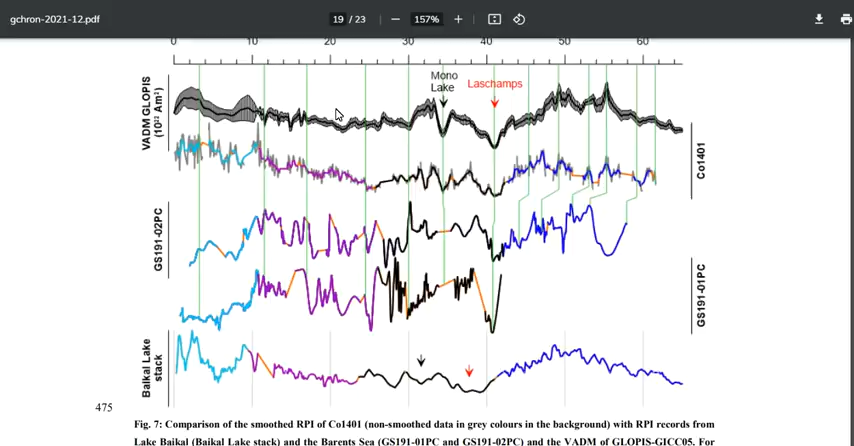 gchron-2021-12.pdf
19 / 23
157%
0 10 20 30 40 50 60
Mono
Lake
Laschamps
VADM GLOPIS
(10²² Am²)
Co1401
GS191-02PC
GS191-01PC
Baikal Lake
stack
475
Fig. 7: Comparison of the smoothed RPI of Co1401 (non-smoothed data in grey colours in the background) with RPI records from
Lake Baikal (Baikal Lake stack) and the Barents Sea (GS191-01PC and GS191-02PC) and the VADM of GLOPIS-GICC05. For